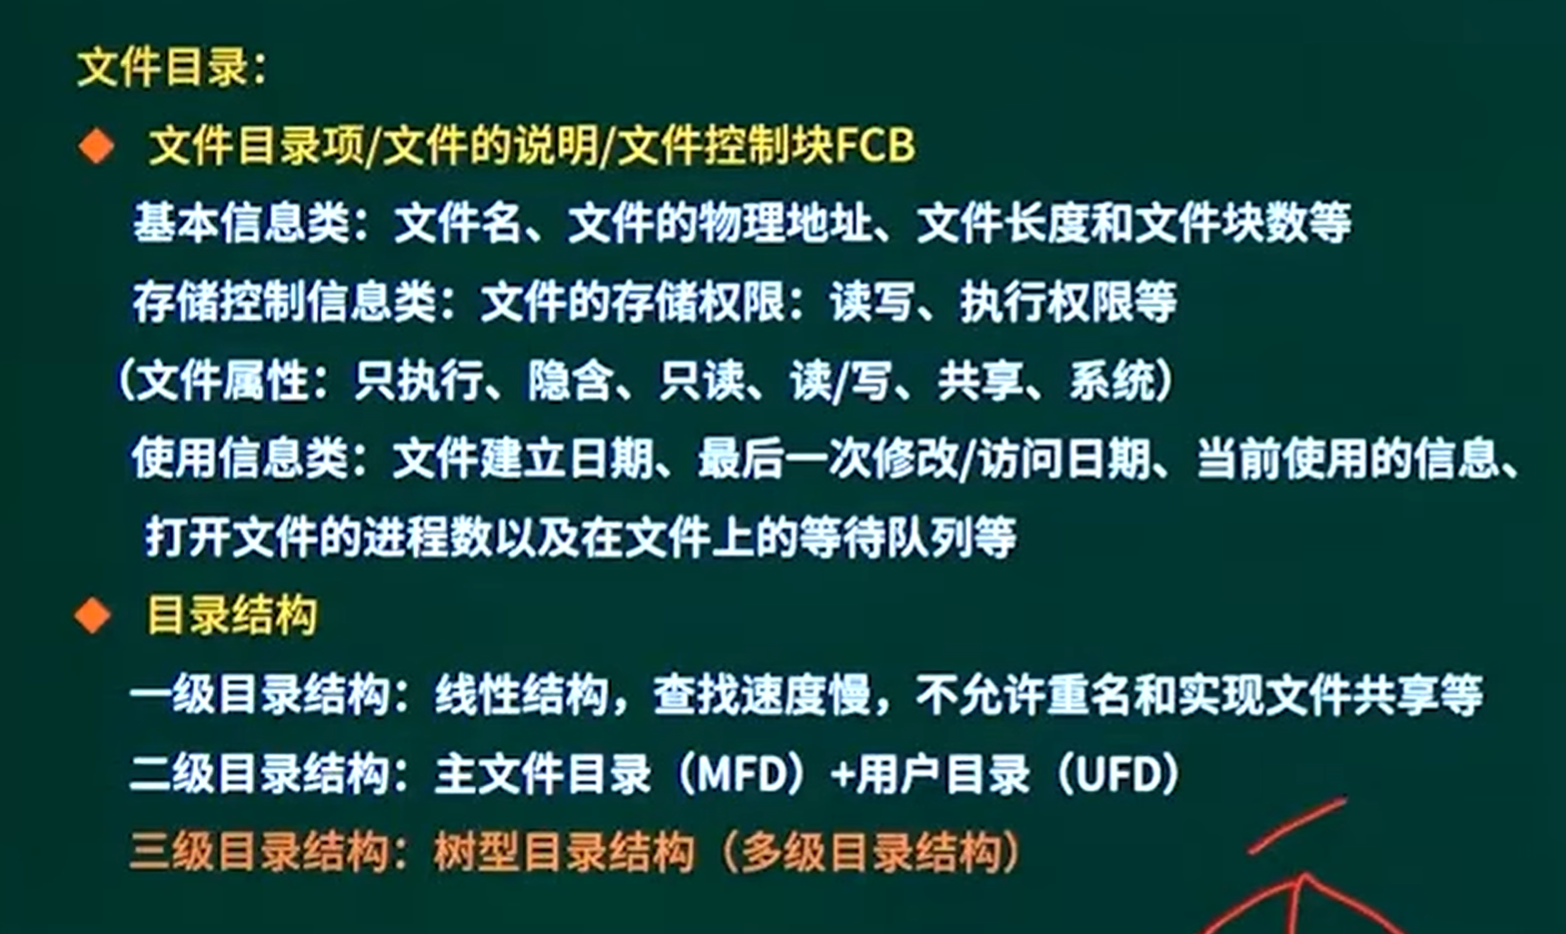 文件目录：
文件目录项/文件的说明/文件控制块FCB
基本信息类：文件名、文件的物理地址、文件长度和文件块数等
存储控制信息类：文件的存储权限：读写、执行权限等
（文件属性：只执行、隐含、只读、读/写、共享、系统）
使用信息类：文件建立日期、最后一次修改/访问日期、当前使用的信息、
打开文件的进程数以及在文件上的等待队列等
目录结构
一级目录结构：线性结构，查找速度慢，不允许重名和实现文件共享等
二级目录结构：主文件目录（MFD）+用户目录（UFD）
三级目录结构：树型目录结构（多级目录结构）